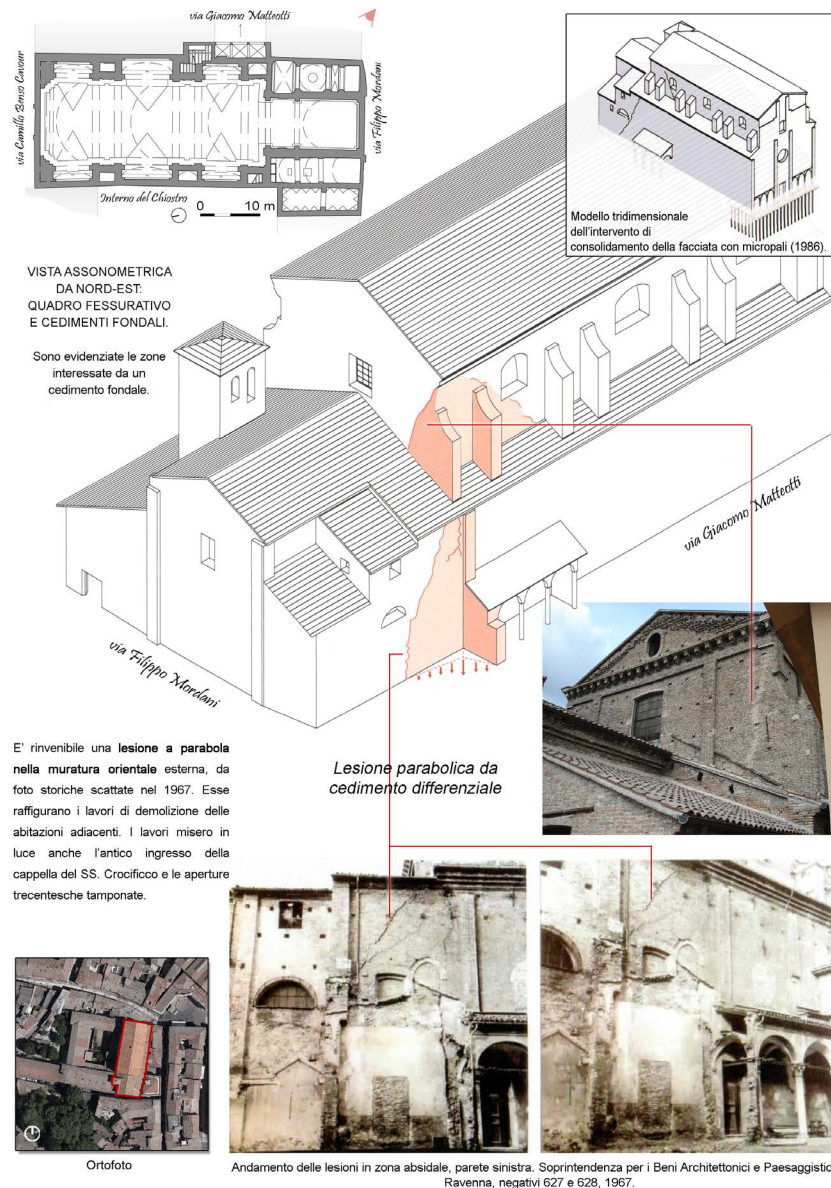 via Giacomo Matteotti
via Camillo Benso Cavour
via Filippo Mordani
Interno del Chiostro
0 10 m
Modello tridimensionale
dell'intervento di
consolidamento della facciata con micropali (1986).
VISTA ASSONOMETRICA
DA NORD-EST:
QUADRO FESSURATIVO
E CEDIMENTI FONDALI.
Sono evidenziate le zone
interessate da un
cedimento fondale.
via Giacomo Matteotti
via Filippo Mordani
E' rinvenibile una lesione a parabola
nella muratura orientale esterna, da
foto storiche scattate nel 1967. Esse
raffigurano i lavori di demolizione delle
abitazioni adiacenti. I lavori misero in
luce anche l'antico ingresso della
cappella del SS. Crocificco e le aperture
trecentesche tamponate.
Lesione parabolica da
cedimento differenziale
Ortofoto
Andamento delle lesioni in zona absidale, parete sinistra. Soprintendenza per i Beni Architettonici e Paesaggistic
Ravenna, negativi 627 e 628, 1967.